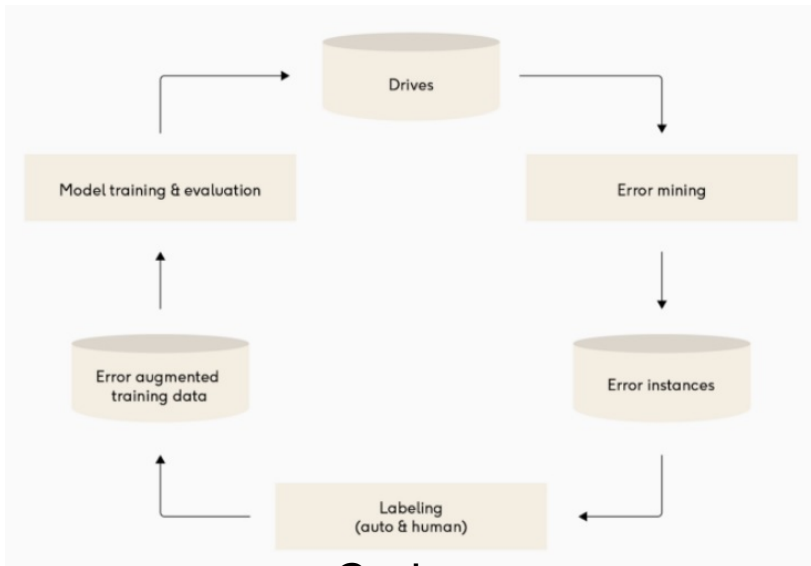 Drives
Model training & evaluation
Error mining
Error augmented
training data
Error instances
Labeling
(auto & human)